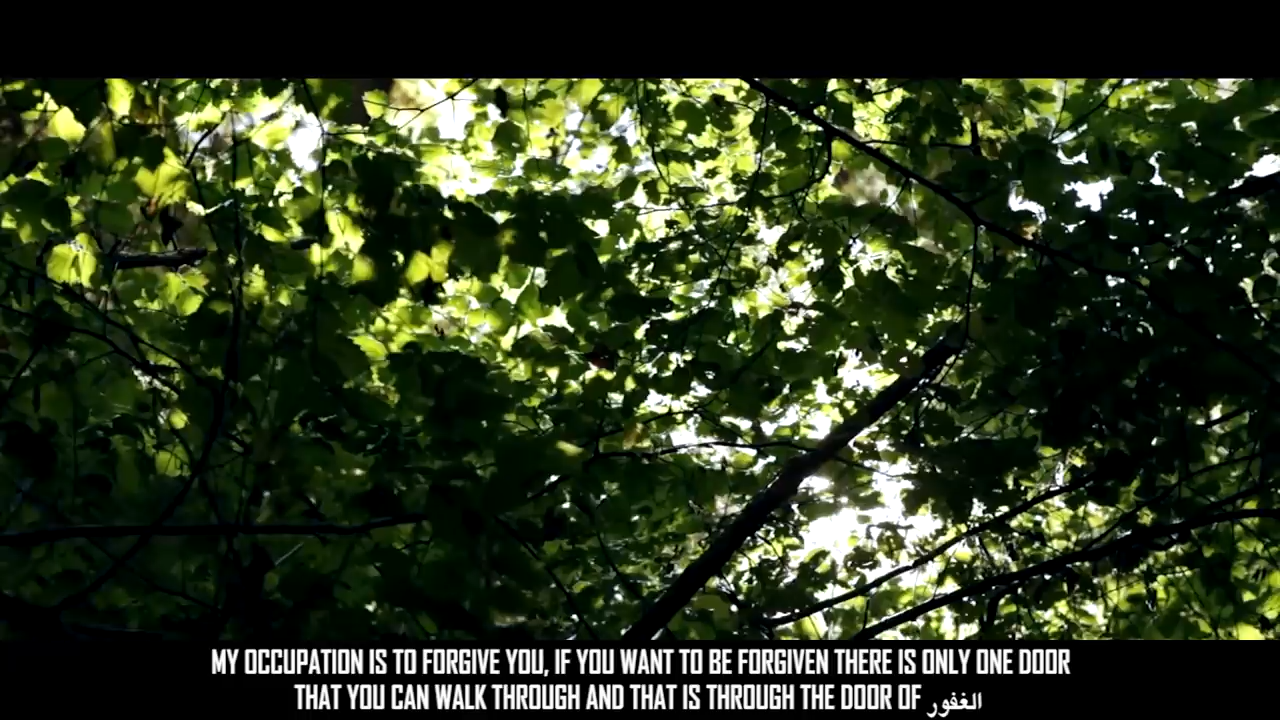 MY OCCUPATION IS TO FORGIVE YOU, IF YOU WANT TO BE FORGIVEN THERE IS ONLY ONE DOOR
THAT YOU CAN WALK THROUGH AND THAT IS THROUGH THE DOOR OF الغفور